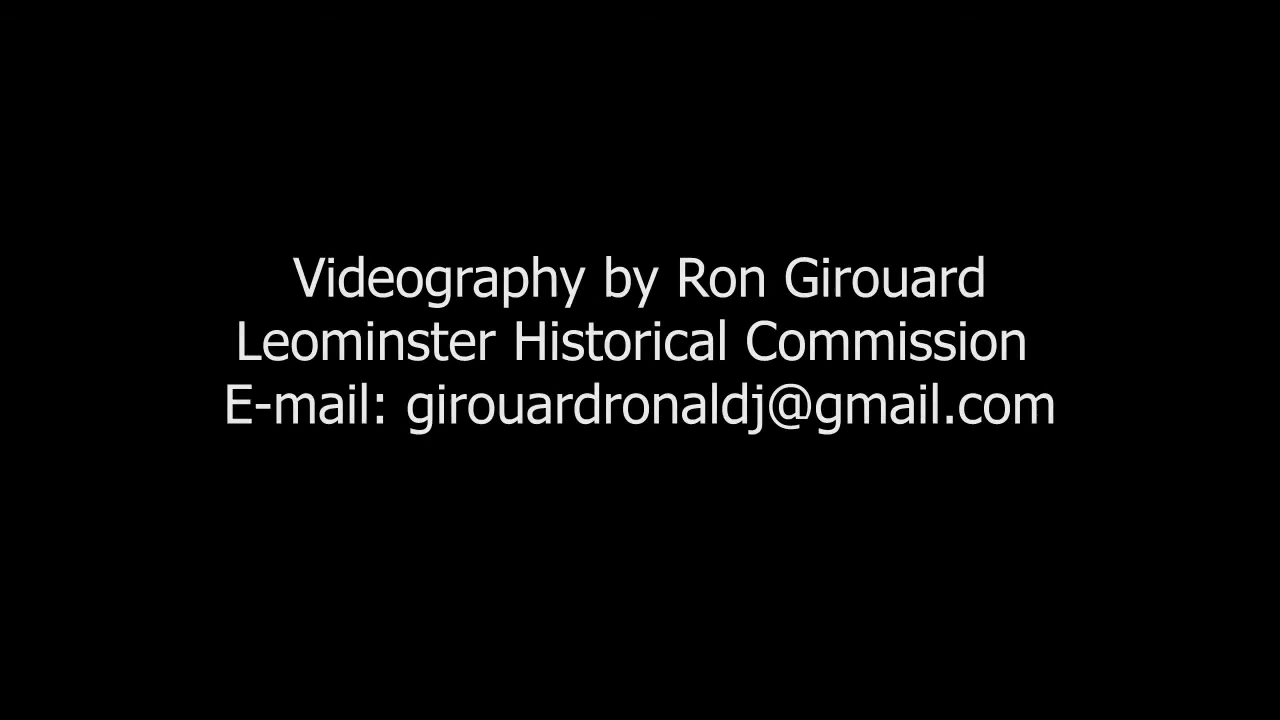 Videography by Ron Girouard
Leominster Historical Commission
E-mail: girouardronaldj@gmail.com